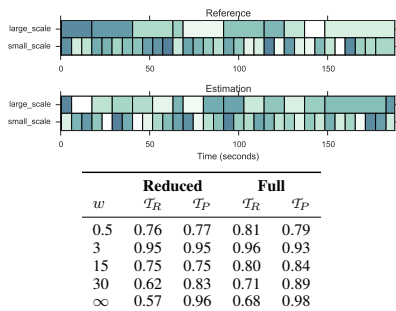 Reference
large_scale
small_scale
0 50 100 150
Estimation
large_scale
small_scale
0 50 100 150
Time (seconds)
Reduced Full
w 𝒯R 𝒯P 𝒯R 𝒯P
0.5 0.76 0.77 0.81 0.79
3 0.95 0.95 0.96 0.93
15 0.75 0.75 0.80 0.84
30 0.62 0.83 0.71 0.89
∞ 0.57 0.96 0.68 0.98